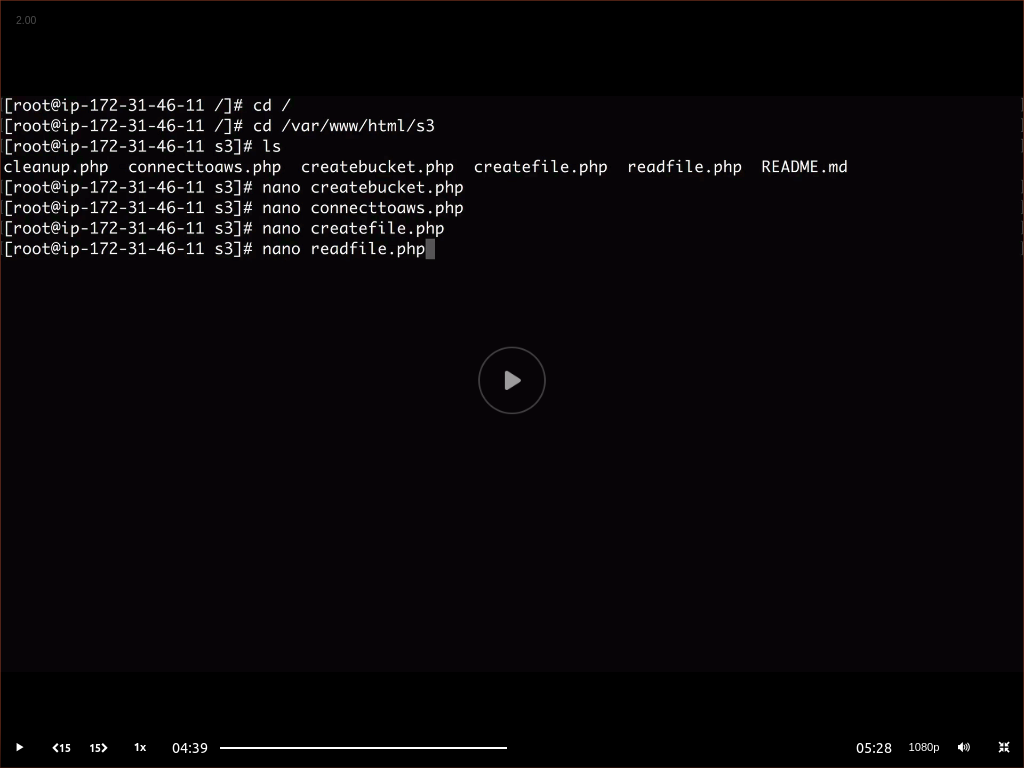 2.00
[root@ip-172-31-46-11 /]# cd /
[root@ip-172-31-46-11 /]# cd /var/www/html/s3
[root@ip-172-31-46-11 s3]# ls
cleanup.php  connecttoaws.php  createbucket.php  createfile.php  readfile.php  README.md
[root@ip-172-31-46-11 s3]# nano createbucket.php
[root@ip-172-31-46-11 s3]# nano connecttoaws.php
[root@ip-172-31-46-11 s3]# nano createfile.php
[root@ip-172-31-46-11 s3]# nano readfile.php
15 15 1x 04:39 05:28 1080p